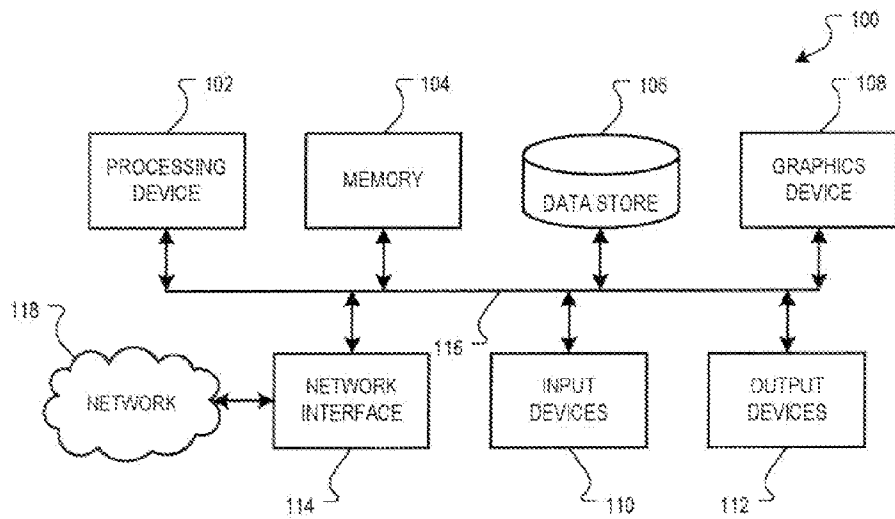 100
102
104
106
108
PROCESSING
DEVICE
MEMORY
DATA STORE
GRAPHICS
DEVICE
118
116
NETWORK
NETWORK
INTERFACE
INPUT
DEVICES
OUTPUT
DEVICES
114
110
112